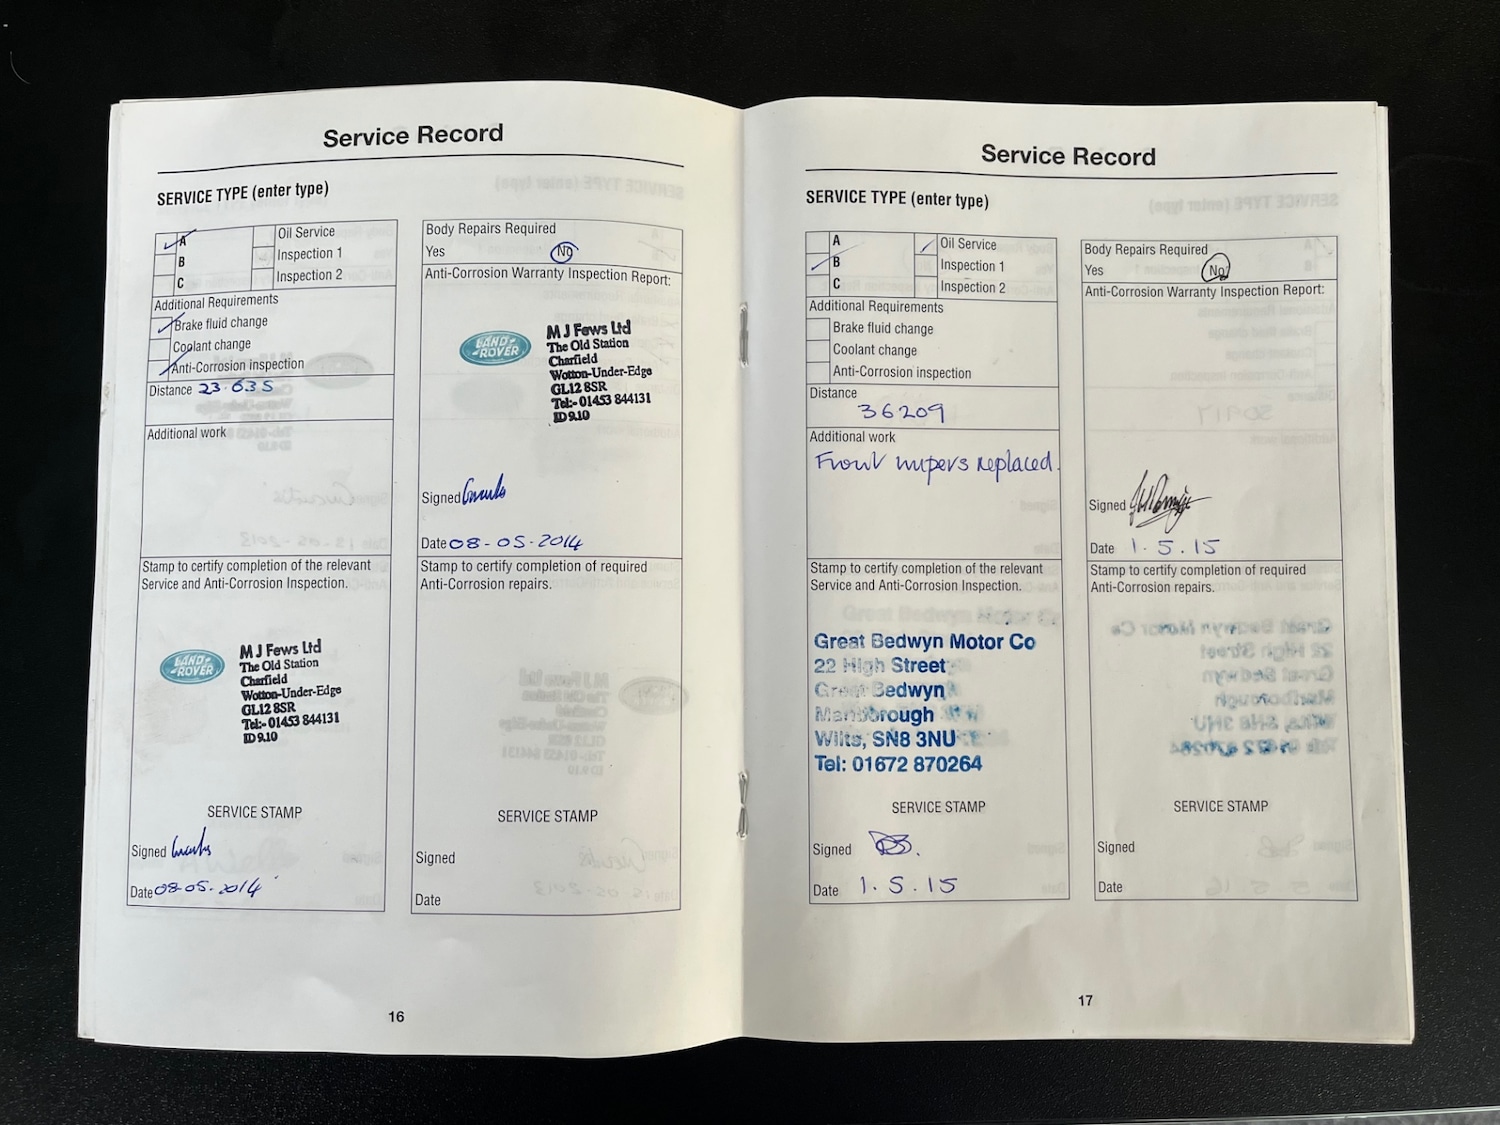 Service Record
SERVICE TYPE (enter type)
A
B
C
Oil Service
Inspection 1
Inspection 2
Additional Requirements
Brake fluid change
Coolant change
Anti-Corrosion inspection
Distance 23.635
Additional work
Stamp to certify completion of the relevant
Service and Anti-Corrosion Inspection.
LAND-
-ROVER
M J Fews Ltd
The Old Station
Charfield
Wotton-Under-Edge
GL12 8SR
Tel:- 01453 844131
ID 9.10
SERVICE STAMP
Signed
Date 08-05-2014
Body Repairs Required
Yes No
Anti-Corrosion Warranty Inspection Report:
LAND-
-ROVER
M J Fews Ltd
The Old Station
Charfield
Wotton-Under-Edge
GL12 8SR
Tel:- 01453 844131
ID 9.10
Signed
Date 08-05-2014
Stamp to certify completion of required
Anti-Corrosion repairs.
SERVICE STAMP
Signed
Date
16
Service Record
SERVICE TYPE (enter type)
A
B
C
Oil Service
Inspection 1
Inspection 2
Additional Requirements
Brake fluid change
Coolant change
Anti-Corrosion inspection
Distance
36209
Additional work
Front wipers replaced.
Stamp to certify completion of the relevant
Service and Anti-Corrosion Inspection.
Great Bedwyn Motor Co
22 High Street
Great Bedwyn
Marlborough
Wilts, SN8 3NU
Tel: 01672 870264
SERVICE STAMP
Signed
Date 1.5.15
Body Repairs Required
Yes No
Anti-Corrosion Warranty Inspection Report:
Signed
Date 1.5.15
Stamp to certify completion of required
Anti-Corrosion repairs.
SERVICE STAMP
Signed
Date
17